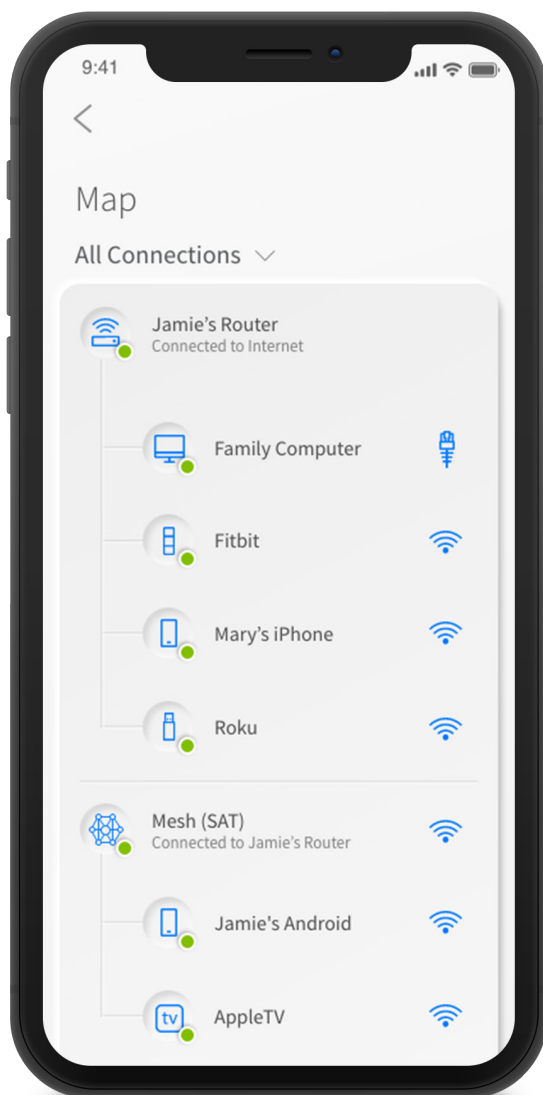 9:41
Map
All Connections
Jamie’s Router
Connected to Internet
Family Computer
Fitbit
Mary’s iPhone
Roku
Mesh (SAT)
Connected to Jamie’s Router
Jamie's Android
tv
AppleTV